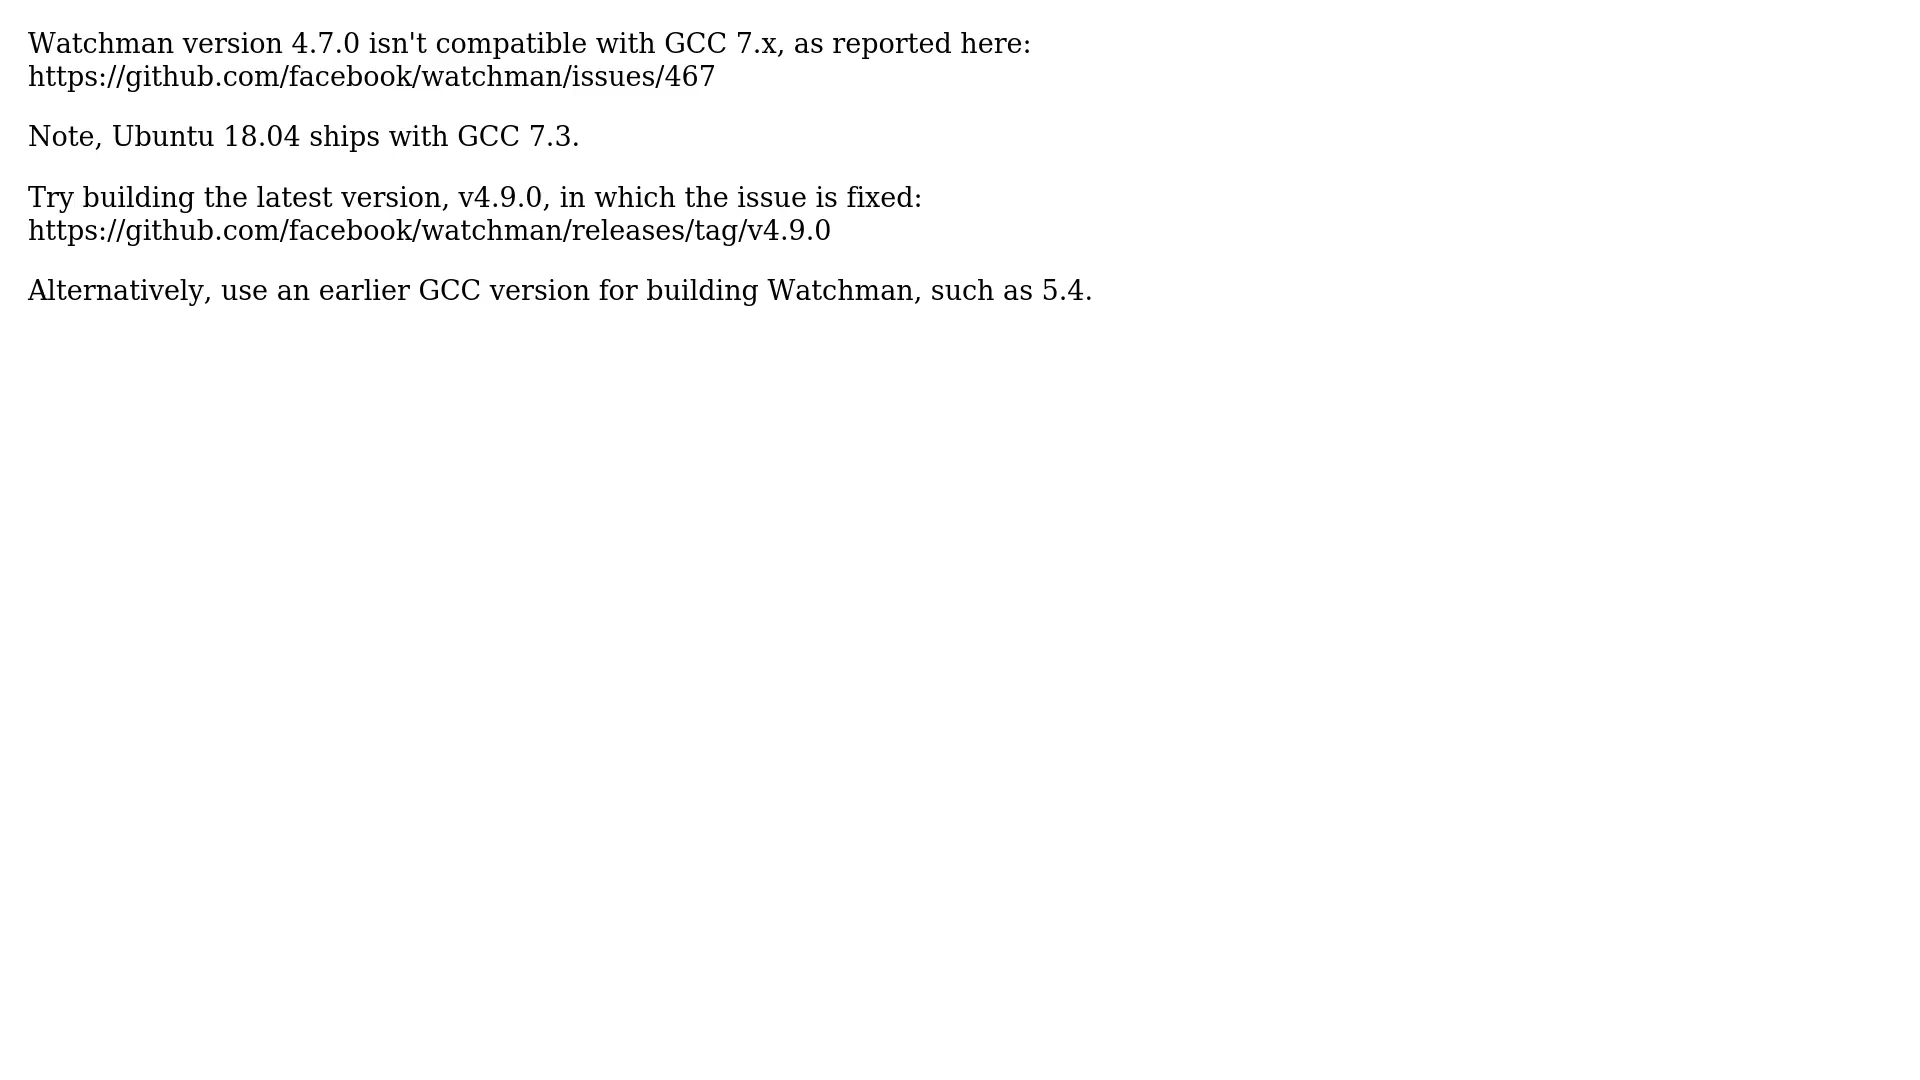 Watchman version 4.7.0 isn't compatible with GCC 7.x, as reported here:
https://github.com/facebook/watchman/issues/467
Note, Ubuntu 18.04 ships with GCC 7.3.
Try building the latest version, v4.9.0, in which the issue is fixed:
https://github.com/facebook/watchman/releases/tag/v4.9.0
Alternatively, use an earlier GCC version for building Watchman, such as 5.4.